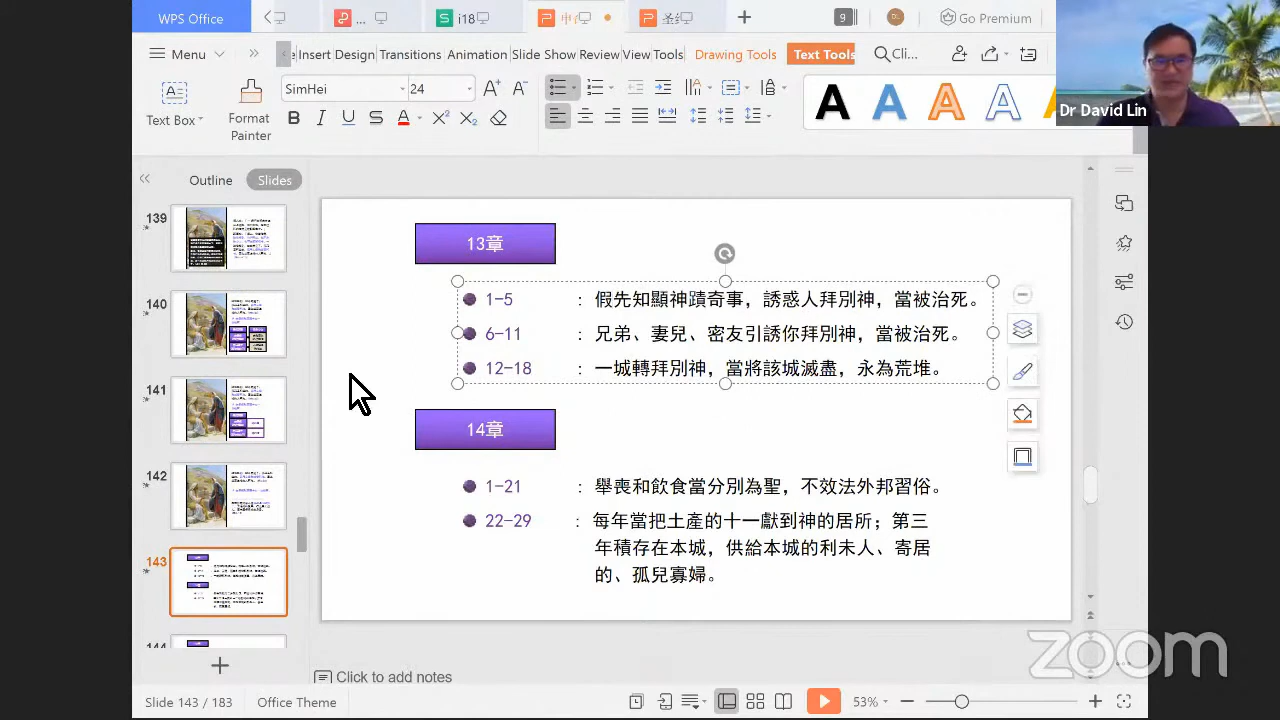 WPS Office
...
i18
9
Go Premium
Menu
Insert Design Transitions Animation Slide Show Review View Tools Drawing Tools Text Tools Cli...
Dr David Lin
SimHei 24
Text Box
Format
Painter
B I U S A X² X₂
A A A A
Outline Slides
139
140
141
142
143
144
13章
1-5 : 假先知顯神蹟奇事，誘惑人拜別神，當被治死。
6-11 : 兄弟、妻兒、密友引誘你拜別神，當被治死。
12-18 : 一城轉拜別神，當將該城滅盡，永為荒堆。
14章
1-21 : 舉喪和飲食當分別為聖，不效法外邦習俗。
22-29 : 每年當把土產的十一獻到神的居所；第三
年積存在本城，供給本城的利未人、寄居
的、孤兒寡婦。
zoom
Click to add notes
Slide 143 / 183 Office Theme 53%